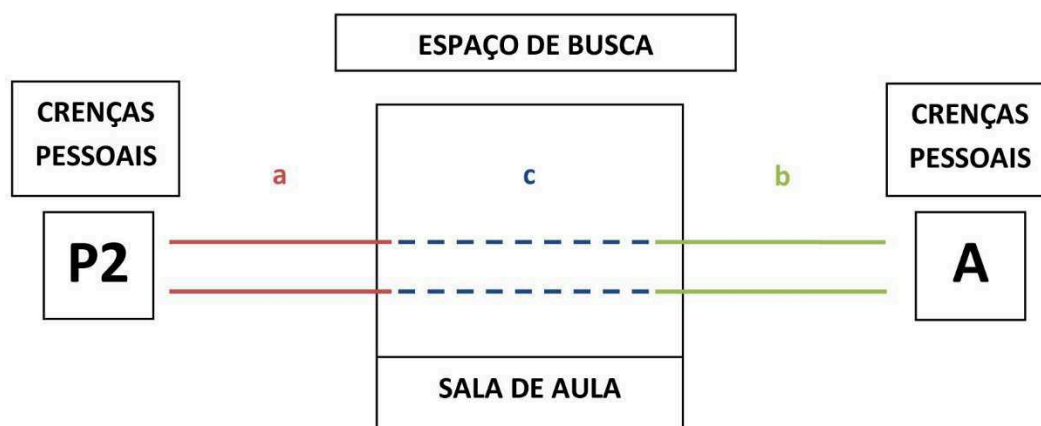 ESPAÇO DE BUSCA
CRENÇAS
PESSOAIS
CRENÇAS
PESSOAIS
a
c
b
P2
A
SALA DE AULA